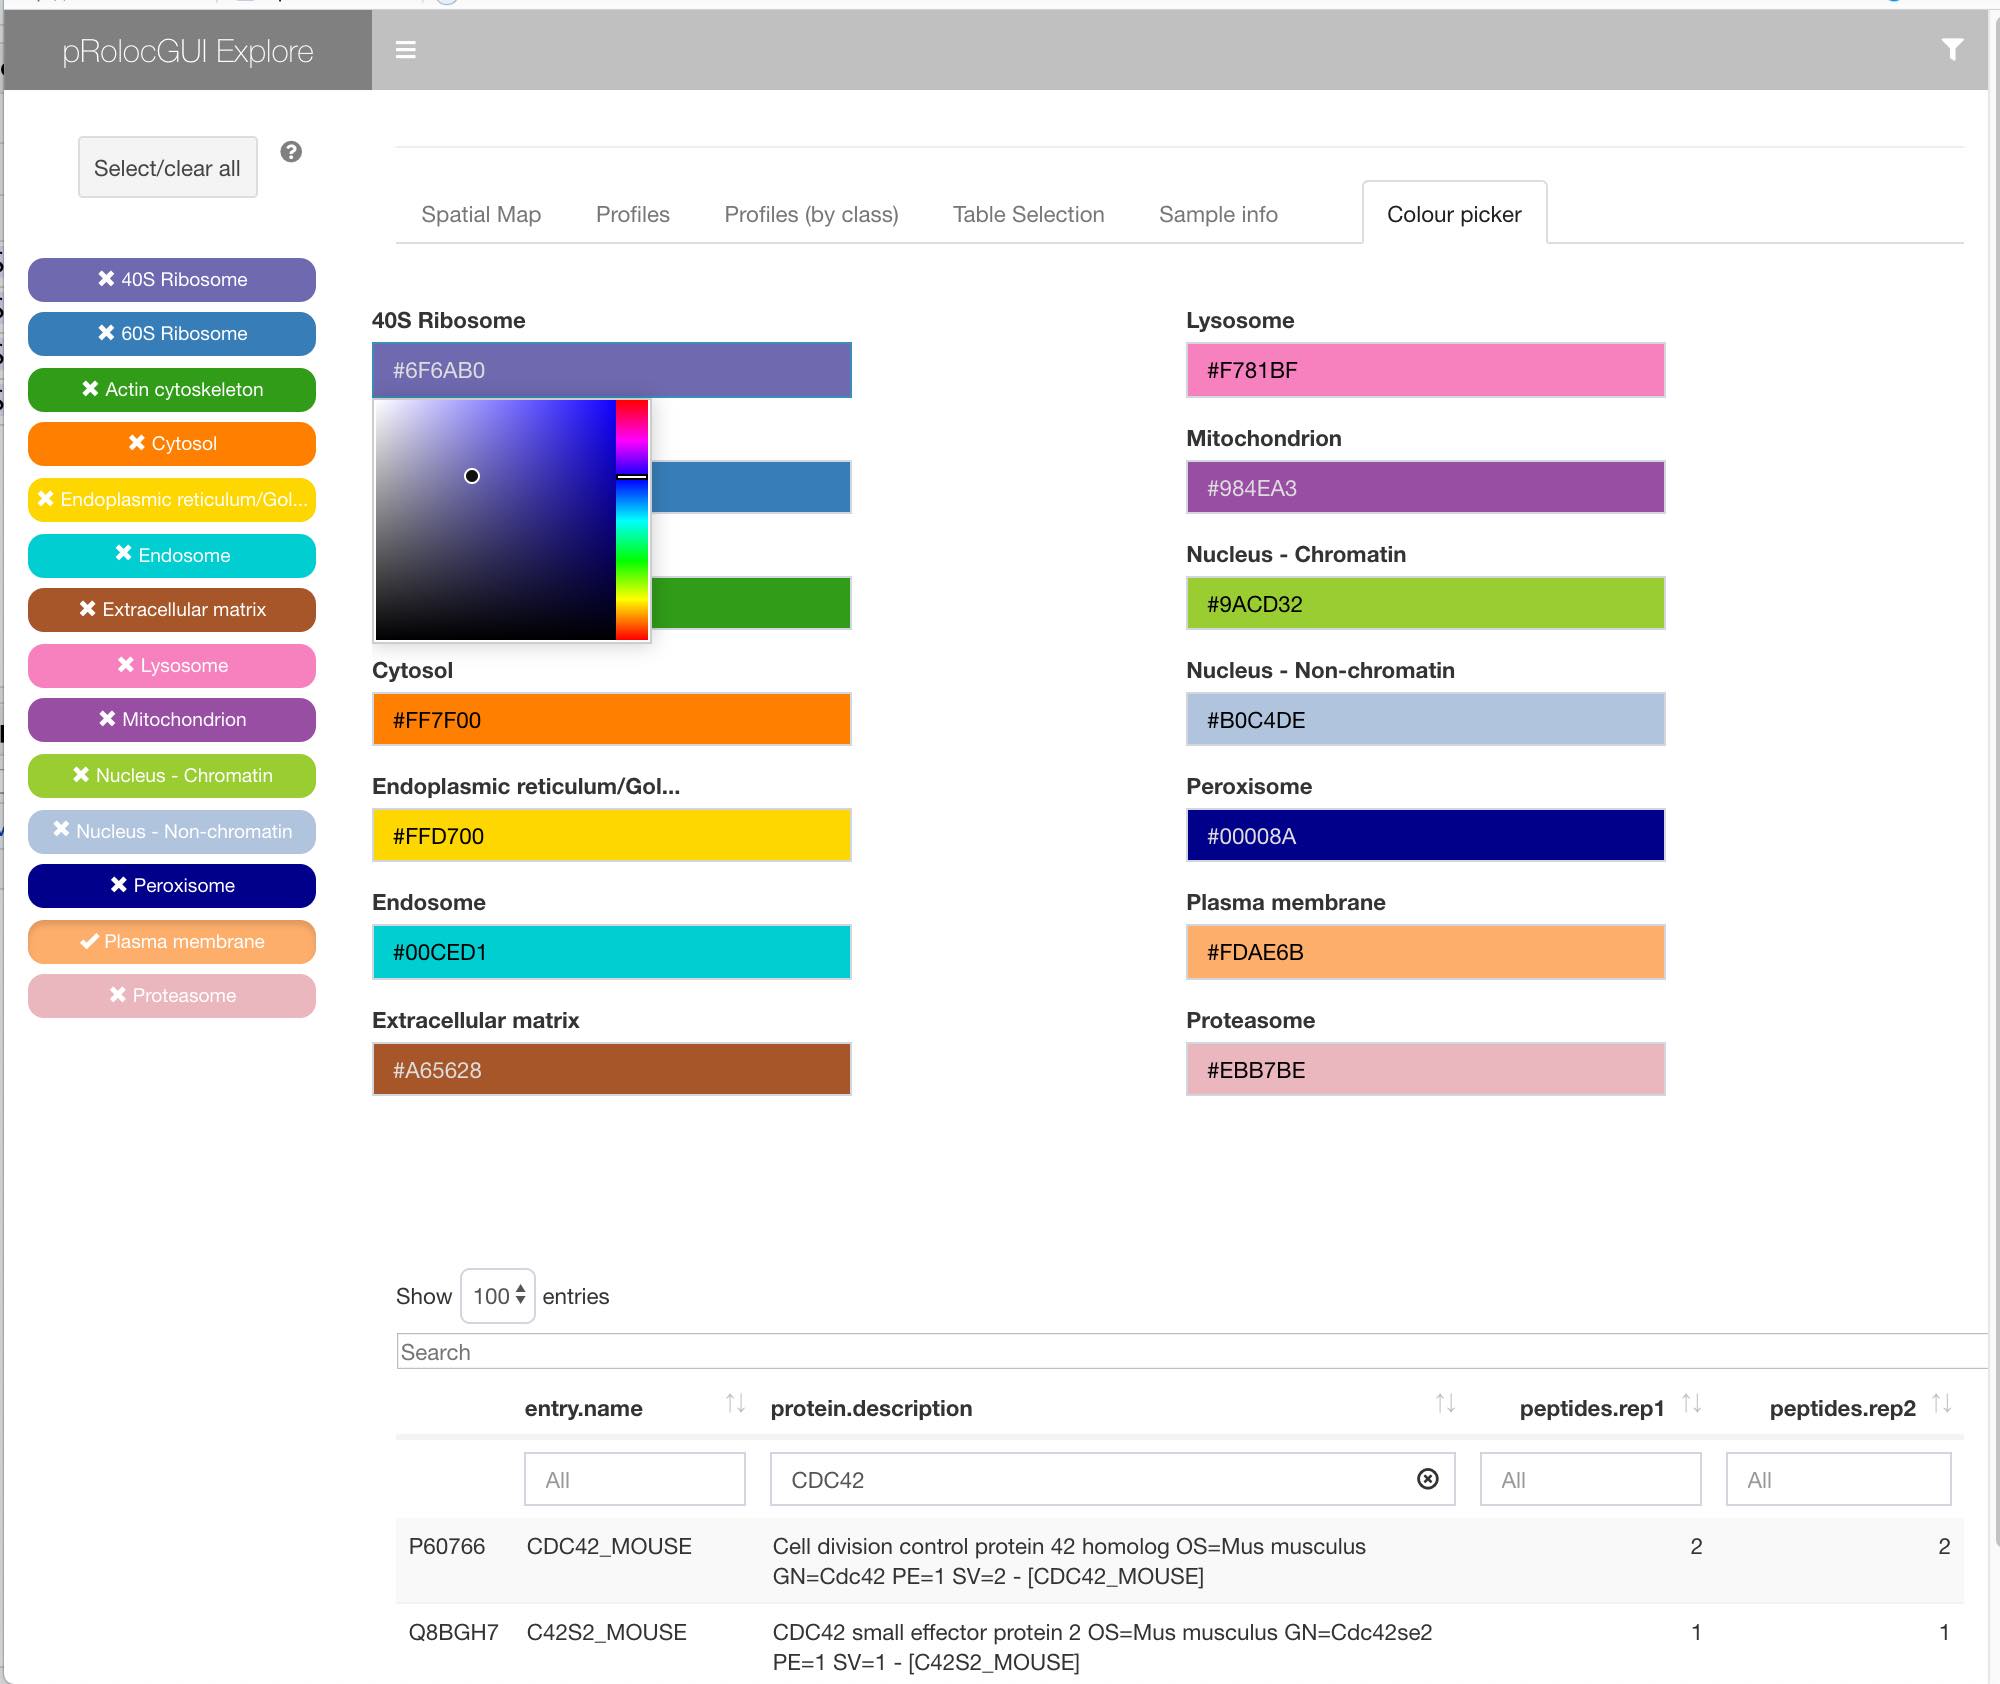 pRolocGUI Explore
Select/clear all
Spatial Map Profiles Profiles (by class) Table Selection Sample info Colour picker
40S Ribosome
60S Ribosome
Actin cytoskeleton
Cytosol
Endoplasmic reticulum/Gol...
Endosome
Extracellular matrix
Lysosome
Mitochondrion
Nucleus - Chromatin
Nucleus - Non-chromatin
Peroxisome
Plasma membrane
Proteasome
40S Ribosome
#6F6AB0
Cytosol
#FF7F00
Endoplasmic reticulum/Gol...
#FFD700
Endosome
#00CED1
Extracellular matrix
#A65628
Lysosome
#F781BF
Mitochondrion
#984EA3
Nucleus - Chromatin
#9ACD32
Nucleus - Non-chromatin
#B0C4DE
Peroxisome
#00008A
Plasma membrane
#FDAE6B
Proteasome
#EBB7BE
Show 100 entries
Search
entry.name protein.description peptides.rep1 peptides.rep2
All CDC42 All All
P60766 CDC42_MOUSE Cell division control protein 42 homolog OS=Mus musculus 2 2
GN=Cdc42 PE=1 SV=2 - [CDC42_MOUSE]
Q8BGH7 C42S2_MOUSE CDC42 small effector protein 2 OS=Mus musculus GN=Cdc42se2 1 1
PE=1 SV=1 - [C42S2_MOUSE]